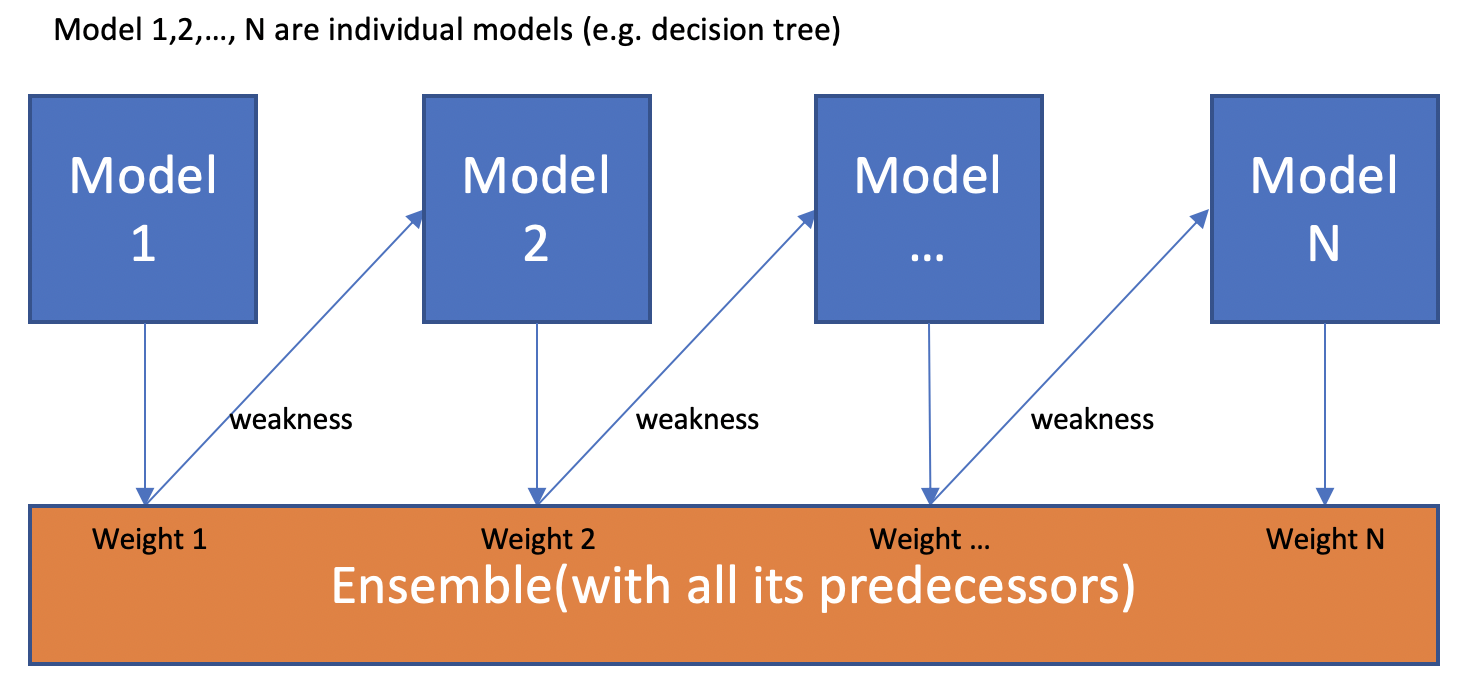 Model 1,2,..., N are individual models (e.g. decision tree)
Model
1
Model
2
Model
...
Model
N
weakness
weakness
weakness
Weight 1
Weight 2
Weight ...
Weight N
Ensemble(with all its predecessors)